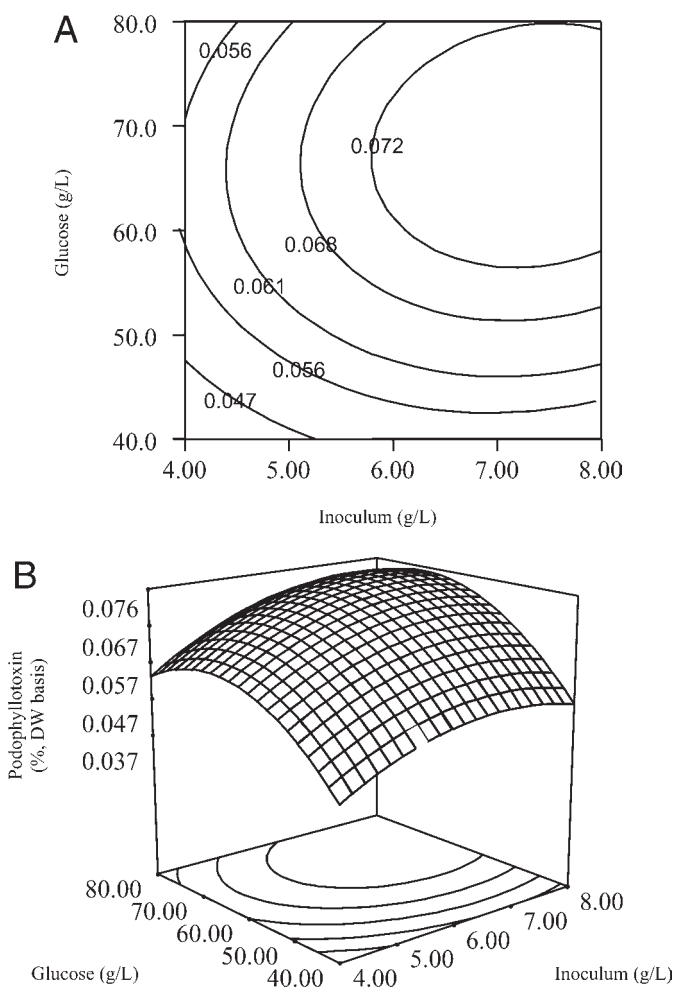 A
80.0
0.056
70.0
0.072
Glucose (g/L)
60.0
0.068
0.061
50.0
0.056
0.047
40.0
4.00 5.00 6.00 7.00 8.00
Inoculum (g/L)
B
0.076
0.067
0.057
0.047
0.037
Podophyllotoxin
(%, DW basis)
80.00
70.00
60.00
50.00
40.00
Glucose (g/L)
8.00
7.00
6.00
5.00
4.00
Inoculum (g/L)